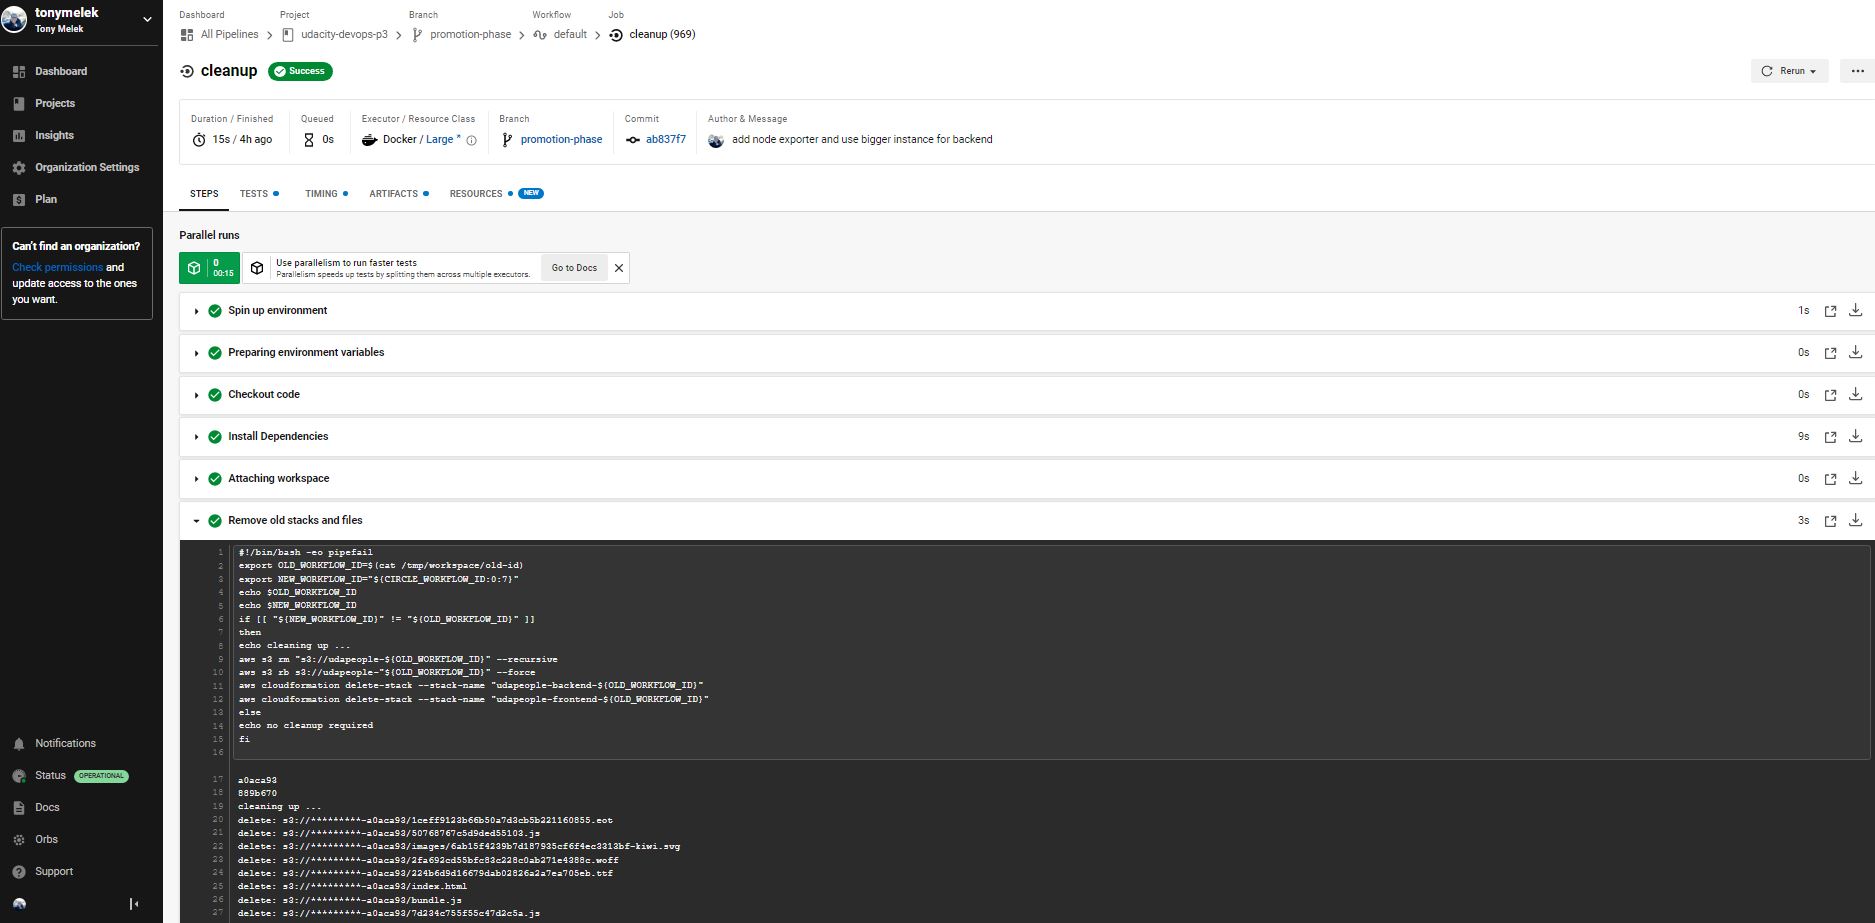 tonymelek
Tony Melek
Dashboard
Projects
Insights
Organization Settings
Plan
Can't find an organization?
Check permissions and
update access to the ones
you want.
Notifications
Status OPERATIONAL
Docs
Orbs
Support
Dashboard Project Branch Workflow Job
All Pipelines udacity-devops-p3 promotion-phase default cleanup (969)
cleanup Success
Rerun
Duration / Finished Queued Executor / Resource Class Branch Commit Author & Message
15s / 4h ago 0s Docker / Large * promotion-phase ab837f7 add node exporter and use bigger instance for backend
STEPS TESTS TIMING ARTIFACTS RESOURCES NEW
Parallel runs
0
00:15
Use parallelism to run faster tests
Parallelism speeds up tests by splitting them across multiple executors.
Go to Docs
Spin up environment 1s
Preparing environment variables 0s
Checkout code 0s
Install Dependencies 9s
Attaching workspace 0s
Remove old stacks and files 3s
1 #!/bin/bash -eo pipefail
2 export OLD_WORKFLOW_ID=$(cat /tmp/workspace/old-id)
3 export NEW_WORKFLOW_ID="${CIRCLE_WORKFLOW_ID:0:7}"
4 echo $OLD_WORKFLOW_ID
5 echo $NEW_WORKFLOW_ID
6 if [[ "${NEW_WORKFLOW_ID}" != "${OLD_WORKFLOW_ID}" ]]
7 then
8 echo cleaning up ...
9 aws s3 rm "s3://udapeople-${OLD_WORKFLOW_ID}" --recursive
10 aws s3 rb s3://udapeople-"${OLD_WORKFLOW_ID}" --force
11 aws cloudformation delete-stack --stack-name "udapeople-backend-${OLD_WORKFLOW_ID}"
12 aws cloudformation delete-stack --stack-name "udapeople-frontend-${OLD_WORKFLOW_ID}"
13 else
14 echo no cleanup required
15 fi
16
17 a0aca93
18 889b670
19 cleaning up ...
20 delete: s3://*********-a0aca93/1ceff9123b66b50a7d3cb5b221160855.eot
21 delete: s3://*********-a0aca93/50768767c5d9ded55103.js
22 delete: s3://*********-a0aca93/images/6ab15f4239b7d187935cf6f4ec3313bf-kiwi.svg
23 delete: s3://*********-a0aca93/2fa692cd55bfc83c228c0ab271e4388c.woff
24 delete: s3://*********-a0aca93/224b6d9d16679dab02826a2a7ea705eb.ttf
25 delete: s3://*********-a0aca93/index.html
26 delete: s3://*********-a0aca93/bundle.js
27 delete: s3://*********-a0aca93/7d234c755f55c47d2c5a.js